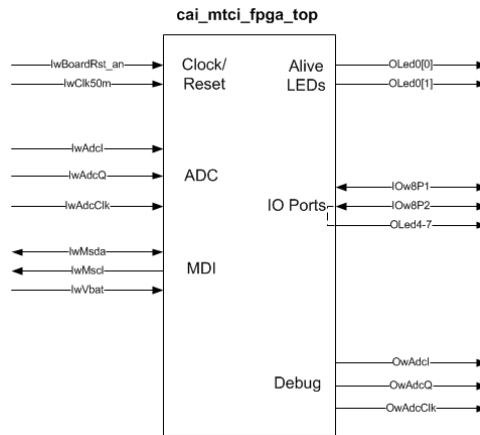 cai_mtci_fpga_top
IwBoardRst_an
IwClk50m
Clock/
Reset
Alive
LEDs
OLed0[0]
OLed0[1]
IwAdcI
IwAdcQ
IwAdcClk
ADC
IO Ports
IOw8P1
IOw8P2
OLed4-7
IwMsda
IwMscl
IwVbat
MDI
Debug
OwAdcI
OwAdcQ
OwAdcClk